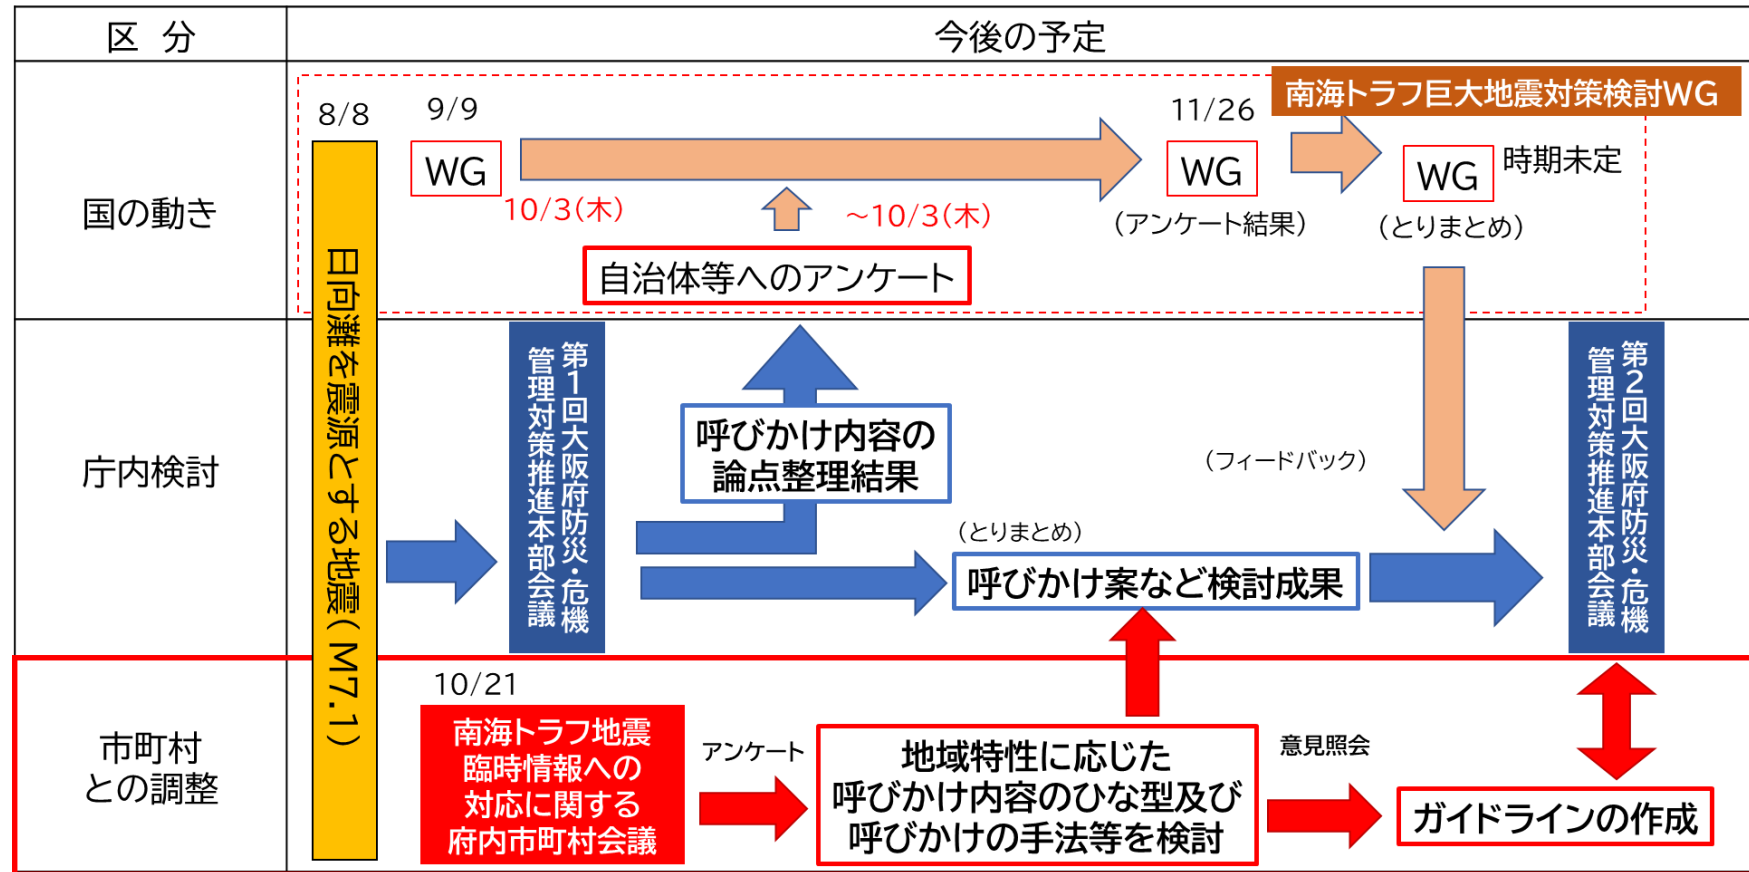 区 分
今後の予定
国の動き
南海トラフ巨大地震対策検討WG
8/8
9/9
11/26
WG
WG
WG
時期未定
10/3(木)
～10/3(木)
(アンケート結果)
(とりまとめ)
自治体等へのアンケート
日向灘を震源とする地震(M7.1)
庁内検討
第1回大阪府防災・危機
管理対策推進本部会議
呼びかけ内容の
論点整理結果
(フィードバック)
(とりまとめ)
呼びかけ案など検討成果
第2回大阪府防災・危機
管理対策推進本部会議
市町村
との調整
10/21
南海トラフ地震
臨時情報への
対応に関する
府内市町村会議
アンケート
地域特性に応じた
呼びかけ内容のひな型及び
呼びかけの手法等を検討
意見照会
ガイドラインの作成